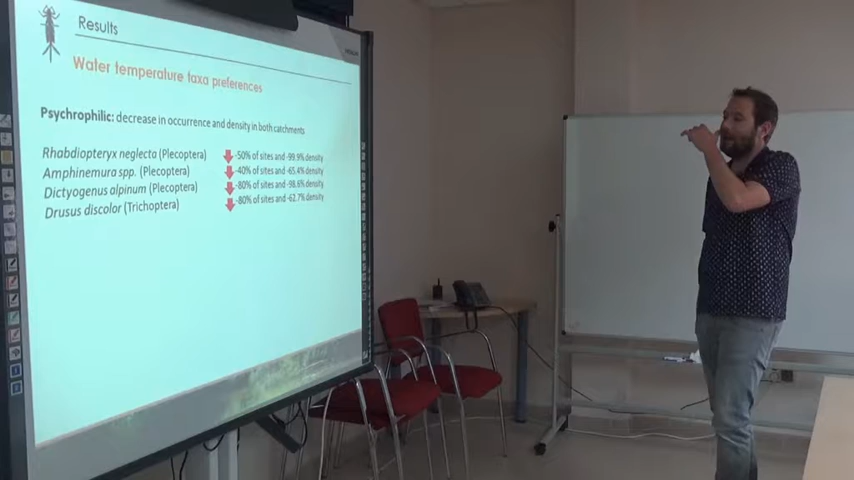 Results
Water temperature taxa preferences
Psychrophilic: decrease in occurrence and density in both catchments
Rhabdiopteryx neglecta (Plecoptera) -50% of sites and -99.9% density
Amphinemura spp. (Plecoptera) -40% of sites and -65.4% density
Dictyogenus alpinum (Plecoptera) -80% of sites and -98.6% density
Drusus discolor (Trichoptera) -80% of sites and -62.7% density